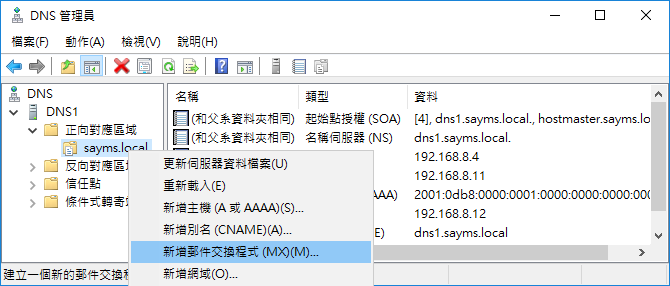 DNS 管理員
檔案(F) 動作(A) 檢視(V) 說明(H)
DNS
DNS1
正向對應區域
sayms.local
反向對應區
信任點
條件式轉寄
名稱 類型 資料
(和父系資料夾相同) 起始點授權 (SOA) [4], dns1.sayms.local., hostmaster.sayms.lo
(和父系資料夾相同) 名稱伺服器 (NS) dns1.sayms.local.
192.168.8.4
192.168.8.11
AAA) 2001:0db8:0000:0001:0000:0000:0000:
192.168.8.12
E) dns1.sayms.local
更新伺服器資料檔案(U)
重新載入(E)
新增主機 (A 或 AAAA)(S)...
新增別名 (CNAME)(A)...
新增郵件交換程式 (MX)(M)...
新增網域(O)...
建立一個新的郵件交換程